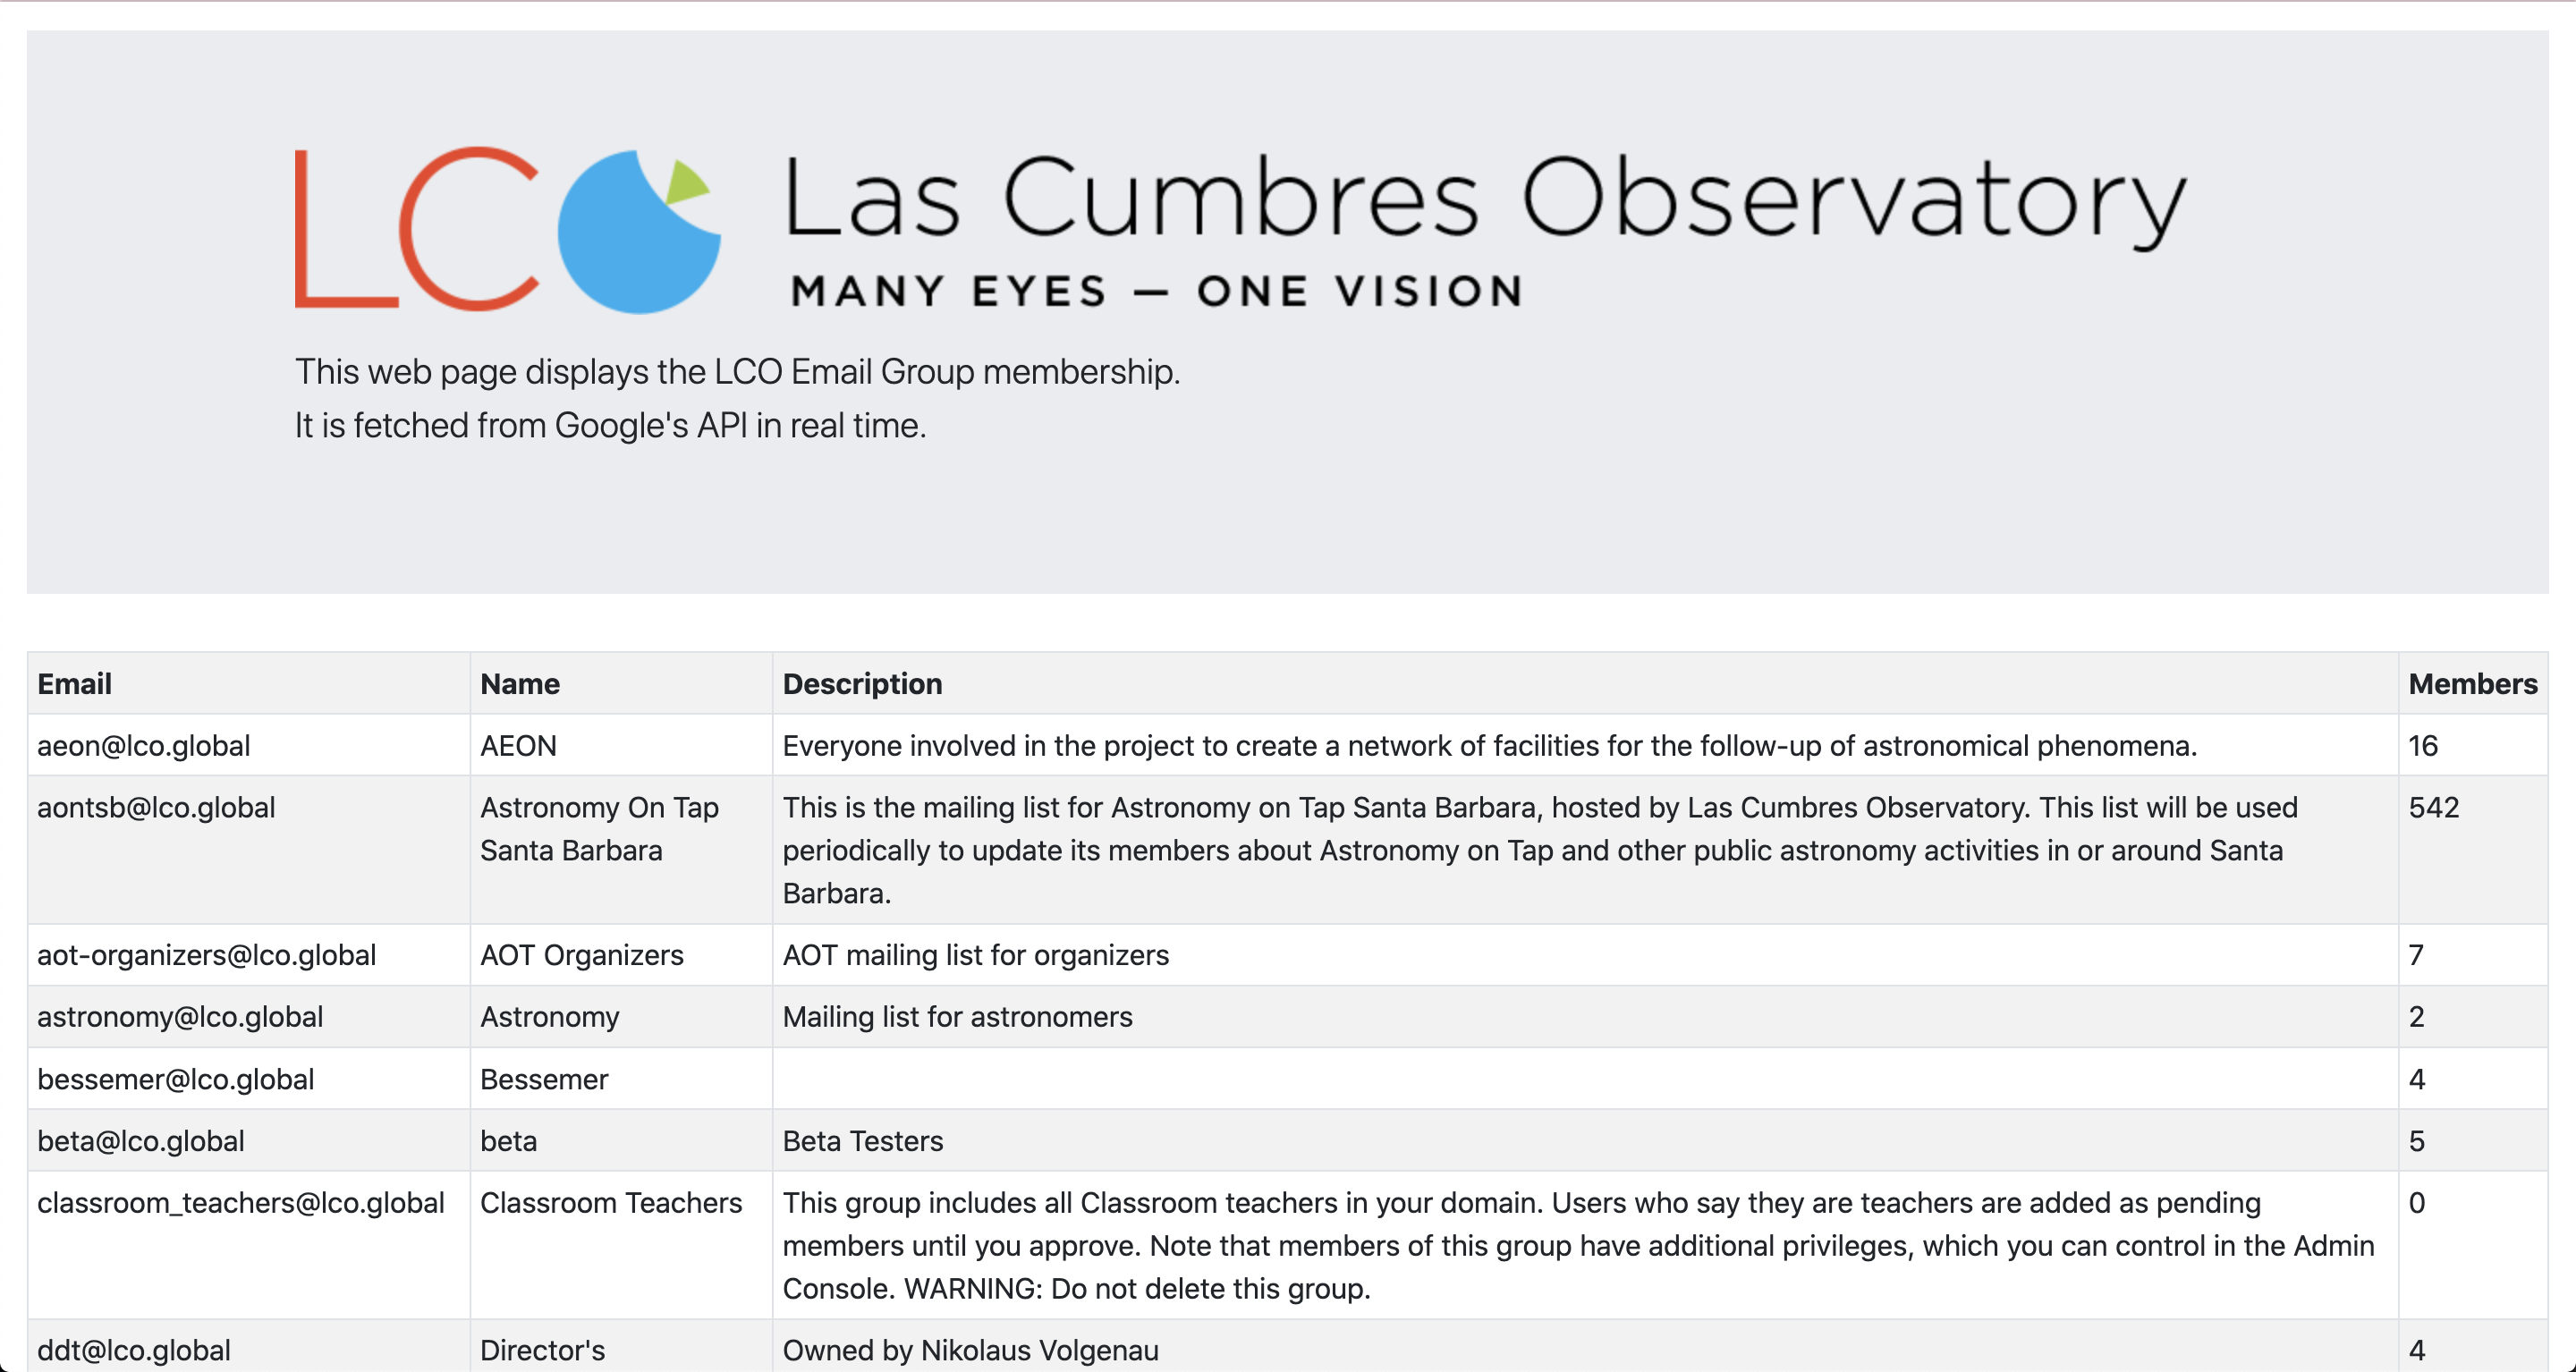 LCO Las Cumbres Observatory
MANY EYES — ONE VISION
This web page displays the LCO Email Group membership.
It is fetched from Google's API in real time.
Email Name Description Members
aeon@lco.global AEON Everyone involved in the project to create a network of facilities for the follow-up of astronomical phenomena. 16
aontsb@lco.global Astronomy On Tap This is the mailing list for Astronomy on Tap Santa Barbara, hosted by Las Cumbres Observatory. This list will be used 542
Santa Barbara periodically to update its members about Astronomy on Tap and other public astronomy activities in or around Santa
Barbara.
aot-organizers@lco.global AOT Organizers AOT mailing list for organizers 7
astronomy@lco.global Astronomy Mailing list for astronomers 2
bessemer@lco.global Bessemer 4
beta@lco.global beta Beta Testers 5
classroom_teachers@lco.global Classroom Teachers This group includes all Classroom teachers in your domain. Users who say they are teachers are added as pending 0
members until you approve. Note that members of this group have additional privileges, which you can control in the Admin
Console. WARNING: Do not delete this group.
ddt@lco.global Director's Owned by Nikolaus Volgenau 4